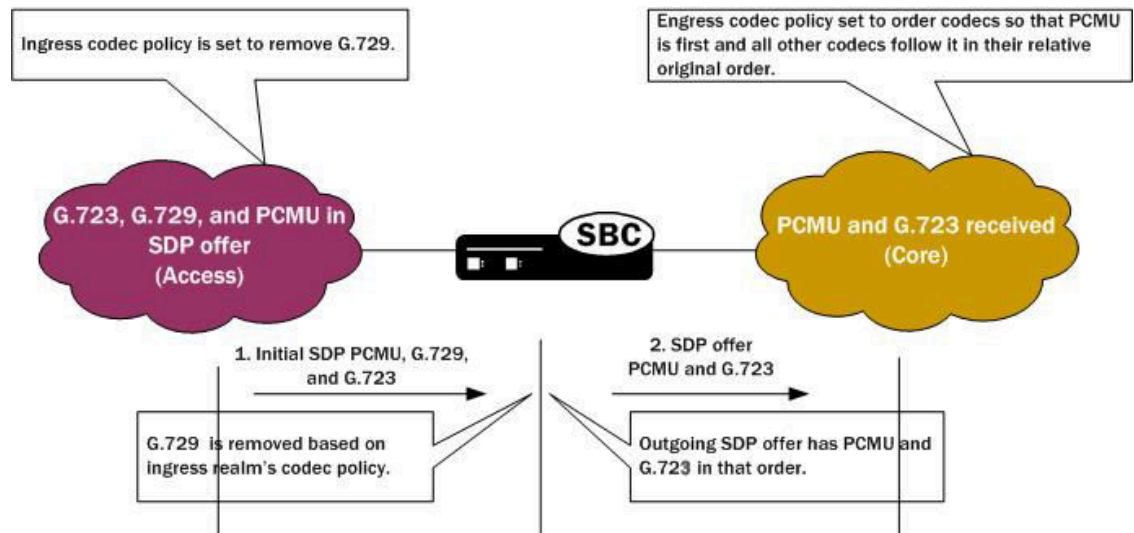 Ingress codec policy is set to remove G.729.
Engress codec policy set to order codecs so that PCMU
is first and all other codecs follow it in their relative
original order.
G.723, G.729, and PCMU in
SDP offer
(Access)
SBC
PCMU and G.723 received
(Core)
1. Initial SDP PCMU, G.729,
and G.723
2. SDP offer
PCMU and G.723
G.729 is removed based on
ingress realm's codec policy.
Outgoing SDP offer has PCMU and
G.723 in that order.